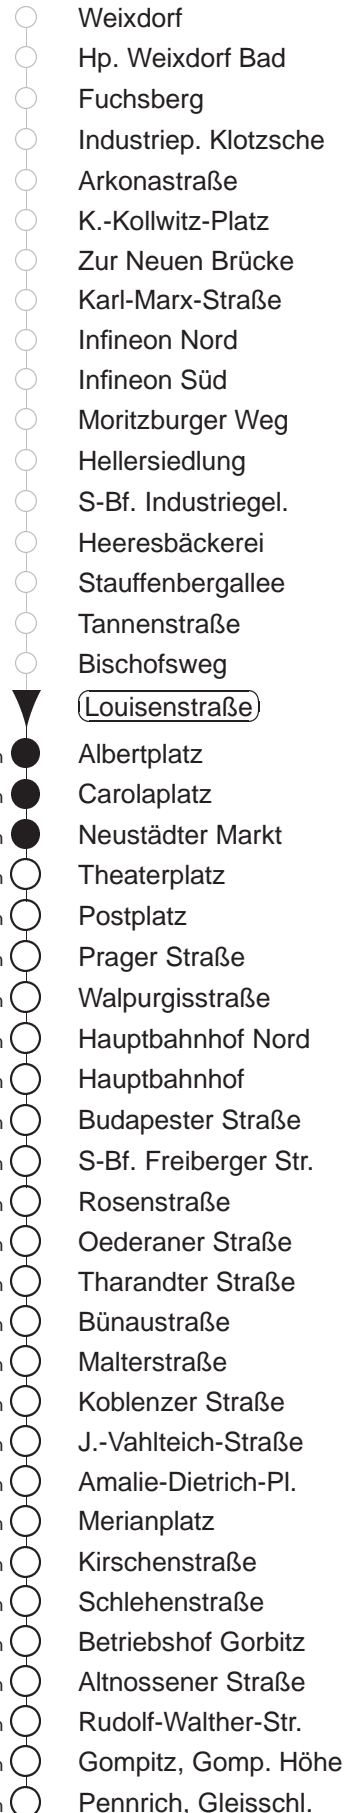 Weixdorf
Hp. Weixdorf Bad
Fuchsberg
Industriep. Klotzsche
Arkonastraße
K.-Kollwitz-Platz
Zur Neuen Brücke
Karl-Marx-Straße
Infineon Nord
Infineon Süd
Moritzburger Weg
Hellersiedlung
S-Bf. Industriegel.
Heeresbäckerei
Stauffenbergallee
Tannenstraße
Bischofsweg
Louisenstraße
Albertplatz
Carolaplatz
Neustädter Markt
Theaterplatz
Postplatz
Prager Straße
Walpurgisstraße
Hauptbahnhof Nord
Hauptbahnhof
Budapester Straße
S-Bf. Freiberger Str.
Rosenstraße
Oederaner Straße
Tharandter Straße
Bünaustraße
Malterstraße
Koblenzer Straße
J.-Vahlteich-Straße
Amalie-Dietrich-Pl.
Merianplatz
Kirschenstraße
Schlehenstraße
Betriebshof Gorbitz
Altnossener Straße
Rudolf-Walther-Str.
Gompitz, Gomp. Höhe
Pennrich, Gleisschl.